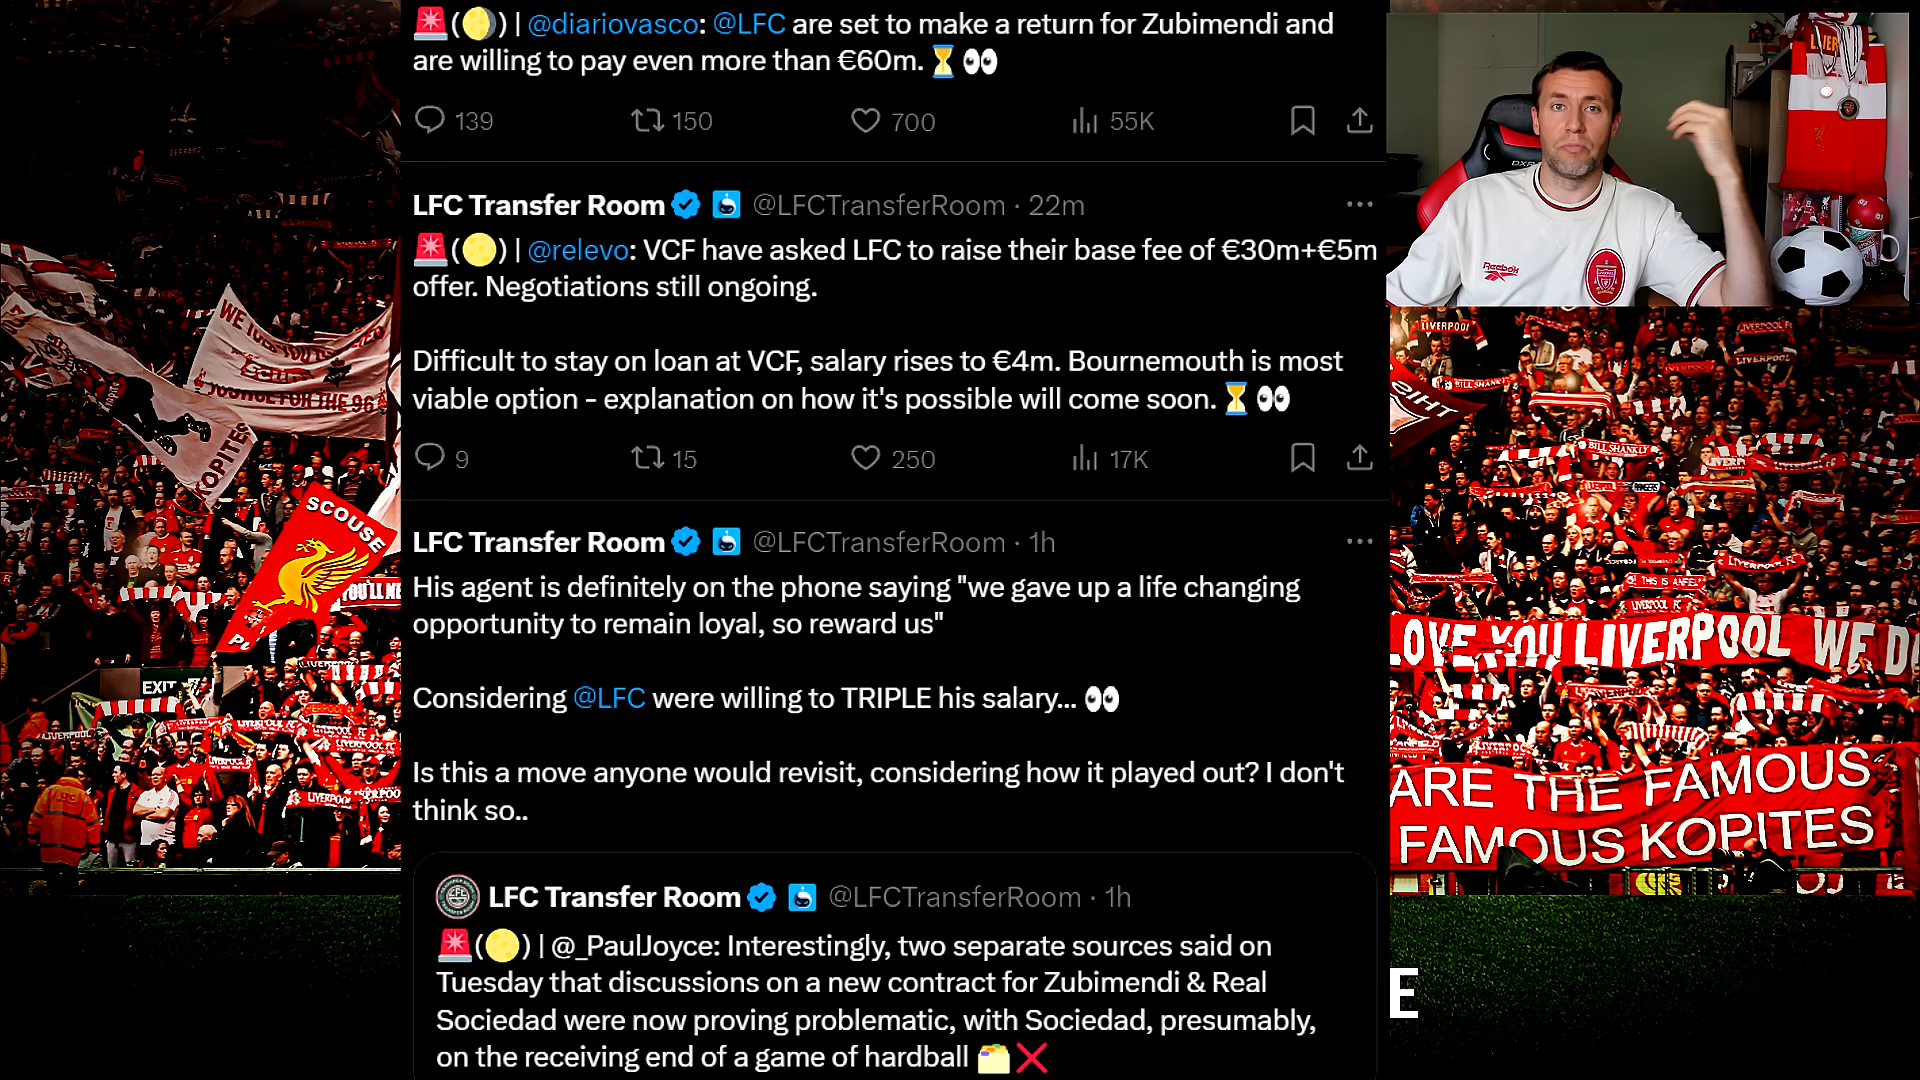 🚨(🌖) | @diariovasco: @LFC are set to make a return for Zubimendi and
are willing to pay even more than €60m. ⏳👀
139 150 700 55K
LFC Transfer Room @LFCTransferRoom · 22m
🚨(🌕) | @relevo: VCF have asked LFC to raise their base fee of €30m+€5m
offer. Negotiations still ongoing.
Difficult to stay on loan at VCF, salary rises to €4m. Bournemouth is most
viable option - explanation on how it's possible will come soon. ⏳👀
9 15 250 17K
LFC Transfer Room @LFCTransferRoom · 1h
His agent is definitely on the phone saying "we gave up a life changing
opportunity to remain loyal, so reward us"
Considering @LFC were willing to TRIPLE his salary... 👀
Is this a move anyone would revisit, considering how it played out? I don't
think so..
LFC Transfer Room @LFCTransferRoom · 1h
🚨(🌕) | @_PaulJoyce: Interestingly, two separate sources said on
Tuesday that discussions on a new contract for Zubimendi & Real
Sociedad were now proving problematic, with Sociedad, presumably,
on the receiving end of a game of hardball 🗂️❌
Reebok
JUSTICE FOR THE 96
KOPITES
SCOUSE
EXIT
LIVERPOOL
LIVERPOOL
BILL SHANKLY
THIS IS ANFIELD
LIVERPOOL FC
OVE YOU LIVERPOOL WE D
ARE THE FAMOUS
FAMOUS KOPITES
E